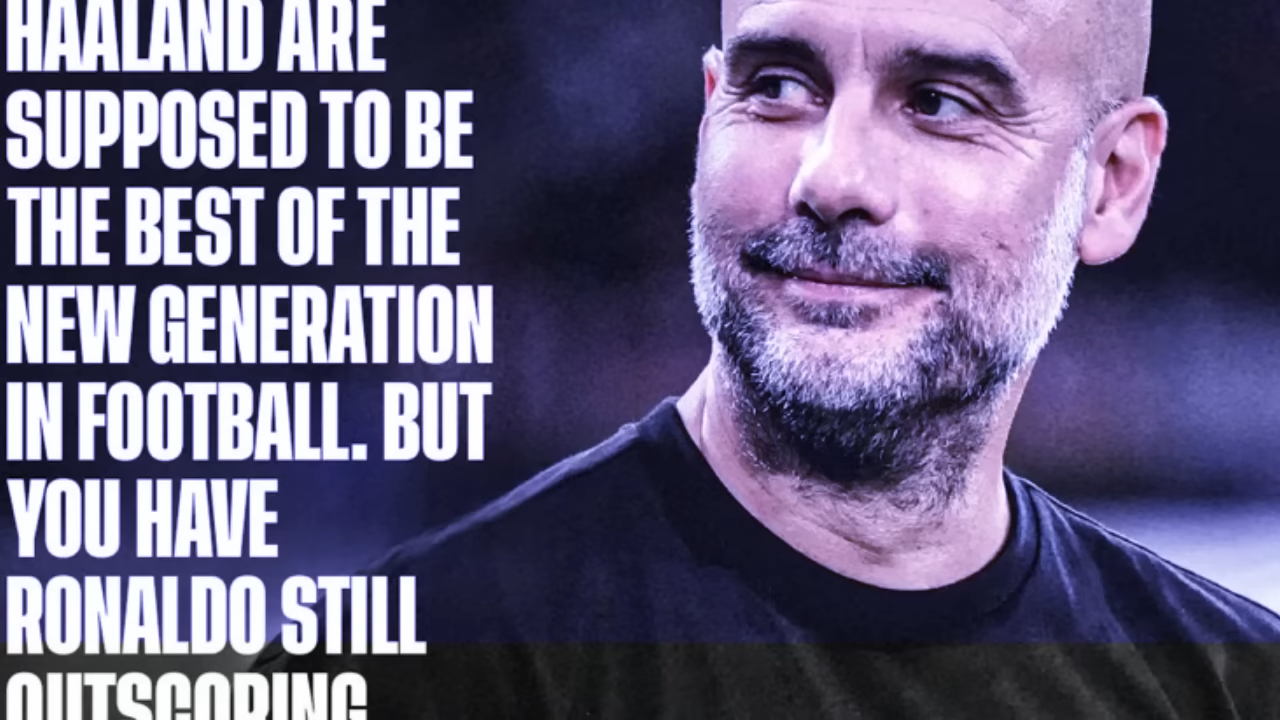 HAALAND ARE
SUPPOSED TO BE
THE BEST OF THE
NEW GENERATION
IN FOOTBALL. BUT
YOU HAVE
RONALDO STILL
OUTSCORING